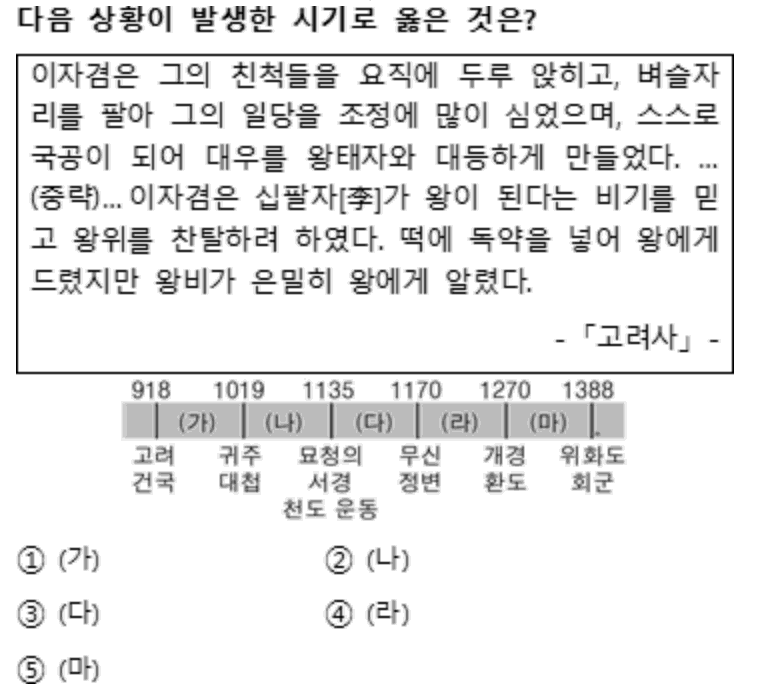 다음 상황이 발생한 시기로 옳은 것은?
이자겸은 그의 친척들을 요직에 두루 앉히고, 벼슬자
리를 팔아 그의 일당을 조정에 많이 심었으며, 스스로
국공이 되어 대우를 왕태자와 대등하게 만들었다. ...
(중략)... 이자겸은 십팔자[李]가 왕이 된다는 비기를 믿
고 왕위를 찬탈하려 하였다. 떡에 독약을 넣어 왕에게
드렸지만 왕비가 은밀히 왕에게 알렸다.
- 「고려사」 -
918 1019 1135 1170 1270 1388
(가) (나) (다) (라) (마)
고려 귀주 묘청의 무신 개경 위화도
건국 대첩 서경 정변 환도 회군
천도 운동
① (가) ② (나)
③ (다) ④ (라)
⑤ (마)